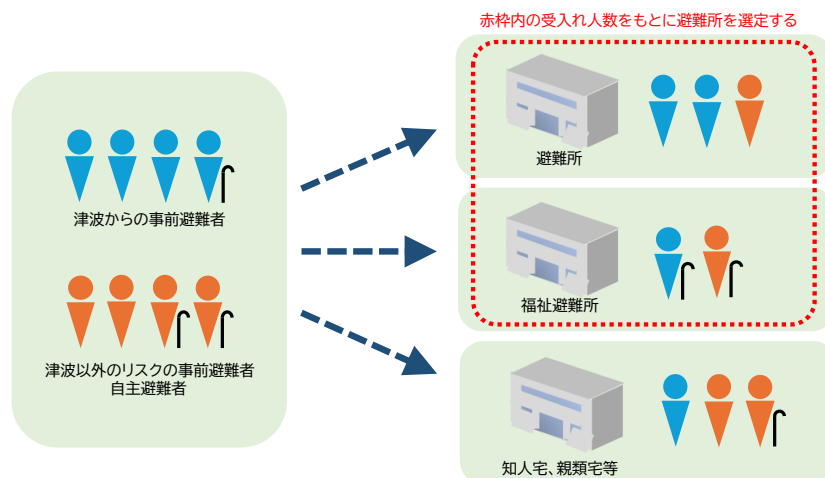 赤枠内の受入れ人数をもとに避難所を選定する
避難所
津波からの事前避難者
福祉避難所
津波以外のリスクの事前避難者
自主避難者
知人宅、親類宅等